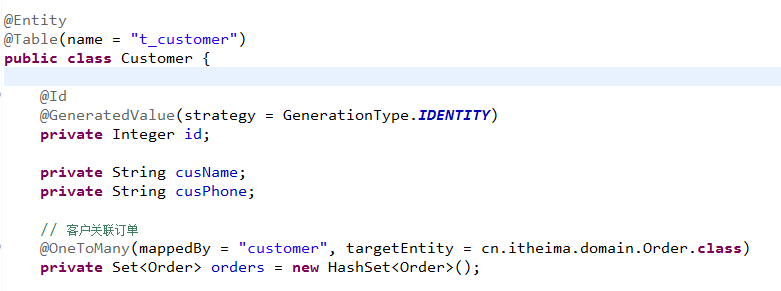 @Entity
@Table(name = "t_customer")
public class Customer {
@Id
@GeneratedValue(strategy = GenerationType.IDENTITY)
private Integer id;
private String cusName;
private String cusPhone;
// 客户关联订单
@OneToMany(mappedBy = "customer", targetEntity = cn.itheima.domain.Order.class)
private Set<Order> orders = new HashSet<Order>();